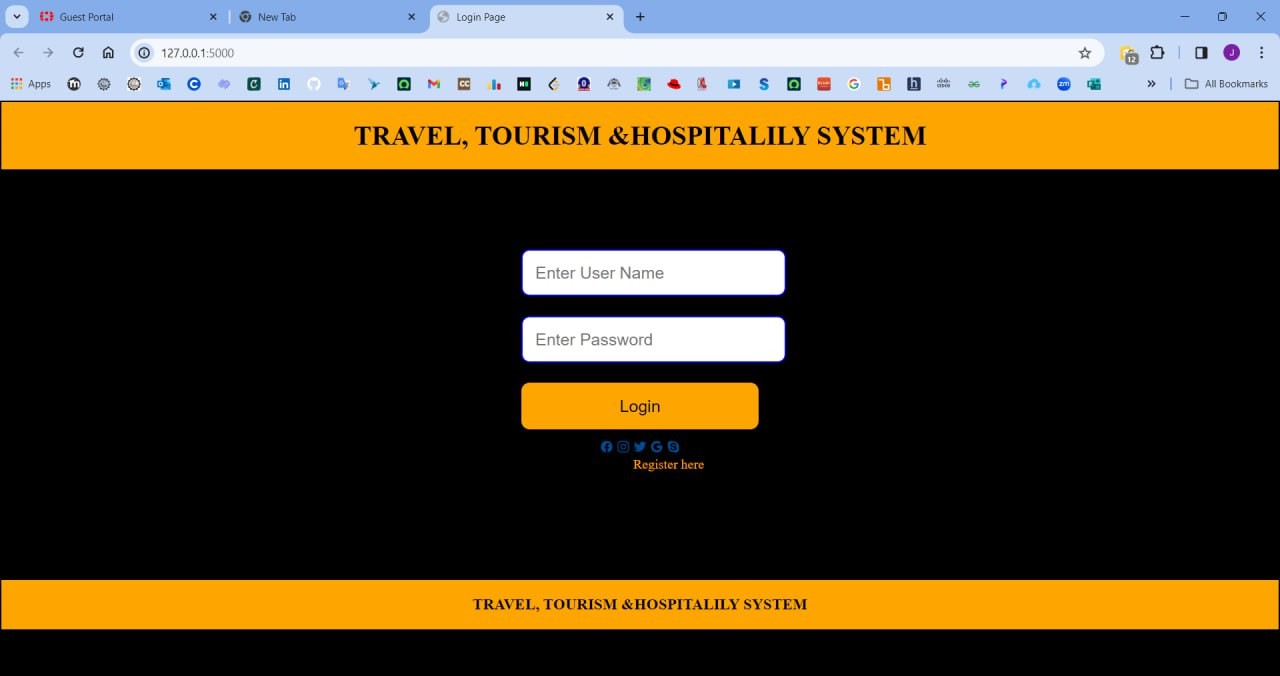 Guest Portal
New Tab
Login Page
127.0.0.1:5000
12
J
Apps
All Bookmarks
TRAVEL, TOURISM &HOSPITALILY SYSTEM
Enter User Name
Enter Password
Login
Register here
TRAVEL, TOURISM &HOSPITALILY SYSTEM